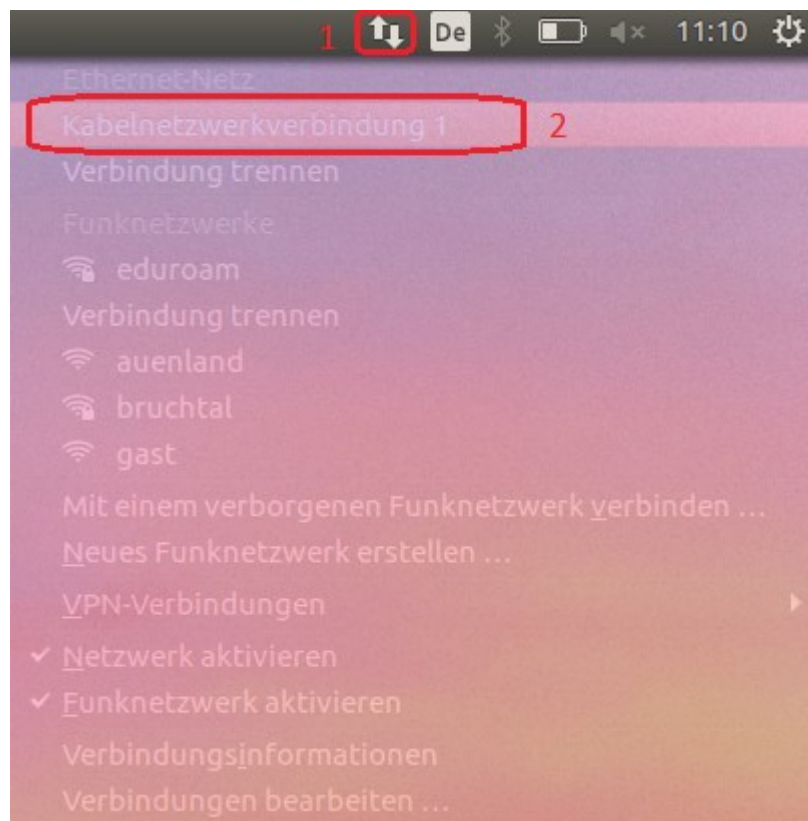 1 De 11:10
Ethernet-Netz
Kabelnetzwerkverbindung 1 2
Verbindung trennen
Funknetzwerke
eduroam
Verbindung trennen
auenland
bruchtal
gast
Mit einem verborgenen Funknetzwerk verbinden ...
Neues Funknetzwerk erstellen ...
VPN-Verbindungen
Netzwerk aktivieren
Funknetzwerk aktivieren
Verbindungsinformationen
Verbindungen bearbeiten ...